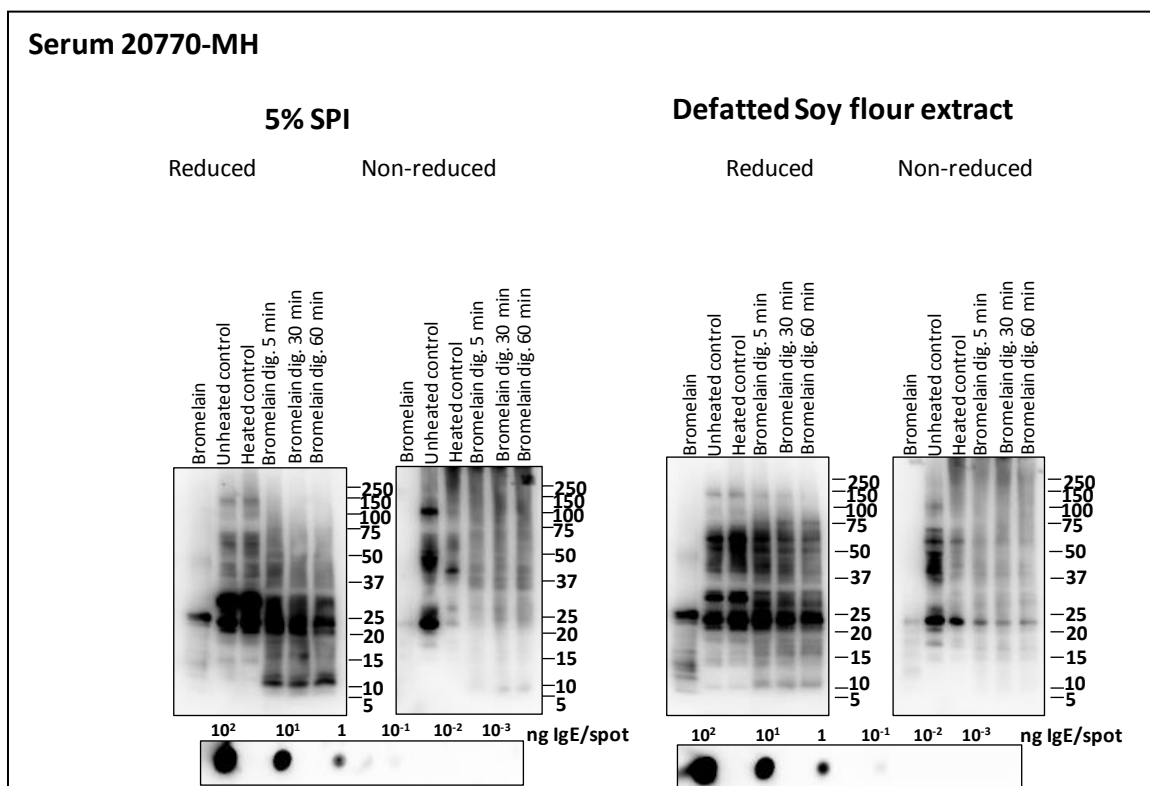 Serum 20770-MH
5% SPI
Defatted Soy flour extract
Reduced
Non-reduced
Reduced
Non-reduced
Bromelain
Unheated control
Heated control
Bromelain dig. 5 min
Bromelain dig. 30 min
Bromelain dig. 60 min
Bromelain
Unheated control
Heated control
Bromelain dig. 5 min
Bromelain dig. 30 min
Bromelain dig. 60 min
Bromelain
Unheated control
Heated control
Bromelain dig. 5 min
Bromelain dig. 30 min
Bromelain dig. 60 min
Bromelain
Unheated control
Heated control
Bromelain dig. 5 min
Bromelain dig. 30 min
Bromelain dig. 60 min
250
150
100
75
50
37
25
20
15
10
5
250
150
100
75
50
37
25
20
15
10
5
250
150
100
75
50
37
25
20
15
10
5
250
150
100
75
50
37
25
20
15
10
5
10² 10¹ 1 10⁻¹ 10⁻² 10⁻³ ng IgE/spot
10² 10¹ 1 10⁻¹ 10⁻² 10⁻³ ng IgE/spot